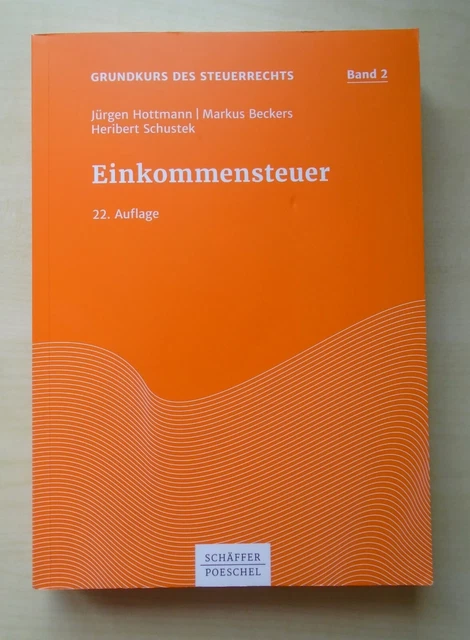 GRUNDKURS DES STEUERRECHTS Band 2
Jürgen Hottmann | Markus Beckers
Heribert Schustek
Einkommensteuer
22. Auflage
SCHÄFFER
POESCHEL